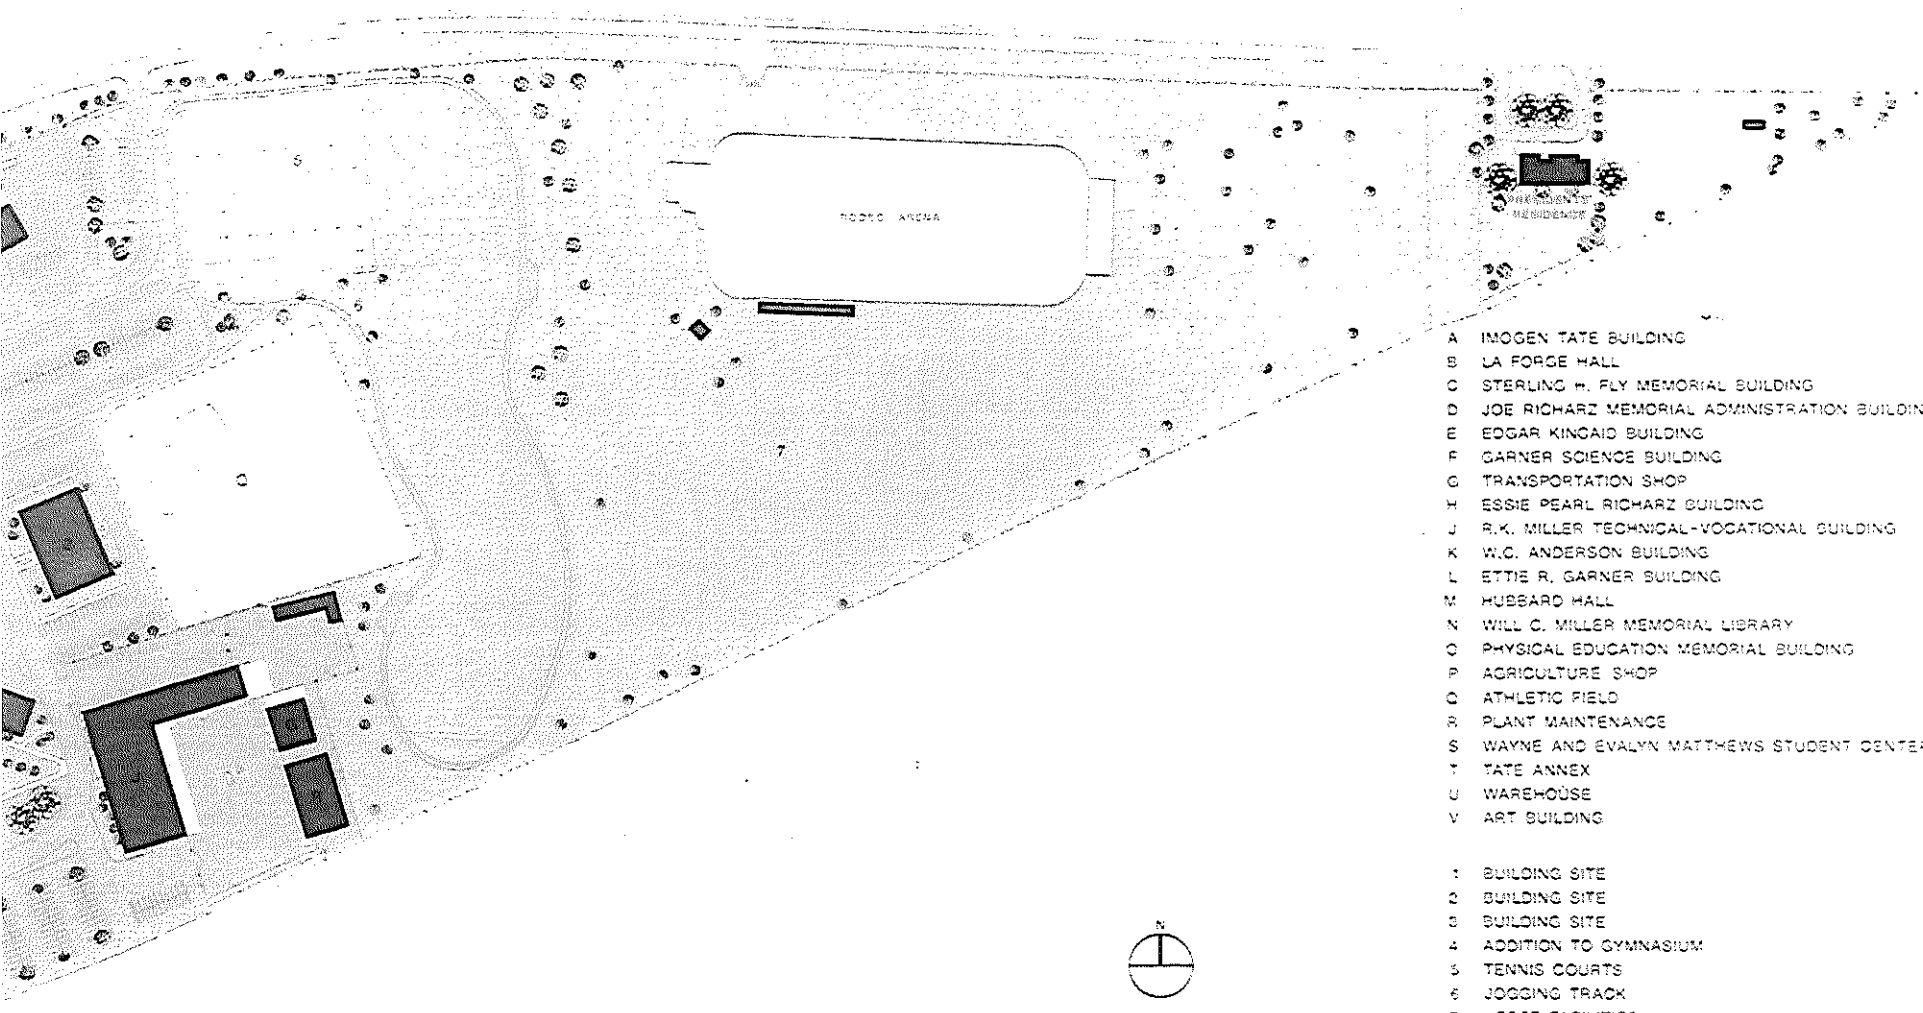 5
RODEO ARENA
PRESIDENTS
RESIDENCE
6
7
N
A IMOGEN TATE BUILDING
B LA FORGE HALL
C STERLING H. FLY MEMORIAL BUILDING
D JOE RICHARZ MEMORIAL ADMINISTRATION BUILDIN
E EDGAR KINCAID BUILDING
F GARNER SCIENCE BUILDING
G TRANSPORTATION SHOP
H ESSIE PEARL RICHARZ BUILDING
J R.K. MILLER TECHNICAL-VOCATIONAL BUILDING
K W.C. ANDERSON BUILDING
L ETTIE R. GARNER BUILDING
M HUBBARD HALL
N WILL C. MILLER MEMORIAL LIBRARY
O PHYSICAL EDUCATION MEMORIAL BUILDING
P AGRICULTURE SHOP
Q ATHLETIC FIELD
R PLANT MAINTENANCE
S WAYNE AND EVALYN MATTHEWS STUDENT CENTE
T TATE ANNEX
U WAREHOUSE
V ART BUILDING
1 BUILDING SITE
2 BUILDING SITE
3 BUILDING SITE
4 ADDITION TO GYMNASIUM
5 TENNIS COURTS
6 JOGGING TRACK